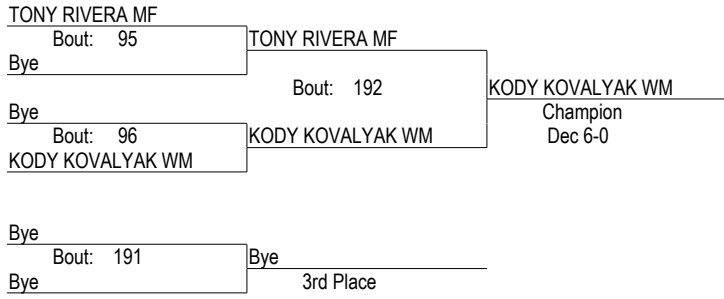 TONY RIVERA MF
Bout: 95
TONY RIVERA MF
Bye
Bout: 192
KODY KOVALYAK WM
Bye
Champion
Bout: 96
KODY KOVALYAK WM
Dec 6-0
KODY KOVALYAK WM
Bye
Bout: 191
Bye
Bye
3rd Place